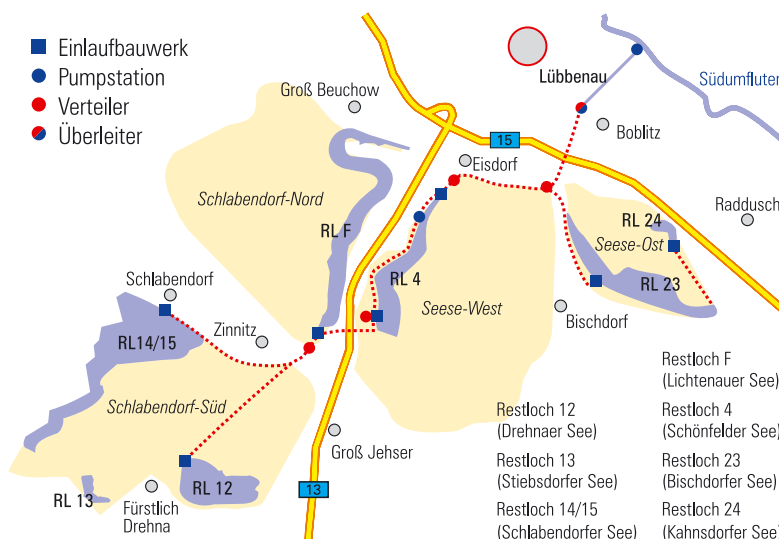 Einlaufbauwerk
Pumpstation
Verteiler
Überleiter
Groß Beuchow
Lübbenau
Südumfluter
Boblitz
15
Eisdorf
Schlabendorf-Nord
Raddusch
RL 24
RL F
Seese-Ost
Schlabendorf
RL 4
RL 23
Seese-West
Bischdorf
Zinnitz
RL14/15
Schlabendorf-Süd
Groß Jehser
RL 12
RL 13
Fürstlich
Drehna
13
Restloch F
(Lichtenauer See)
Restloch 12
(Drehnaer See)
Restloch 4
(Schönfelder See)
Restloch 13
(Stiebsdorfer See)
Restloch 23
(Bischdorfer See)
Restloch 14/15
(Schlabendorfer See)
Restloch 24
(Kahnsdorfer See)